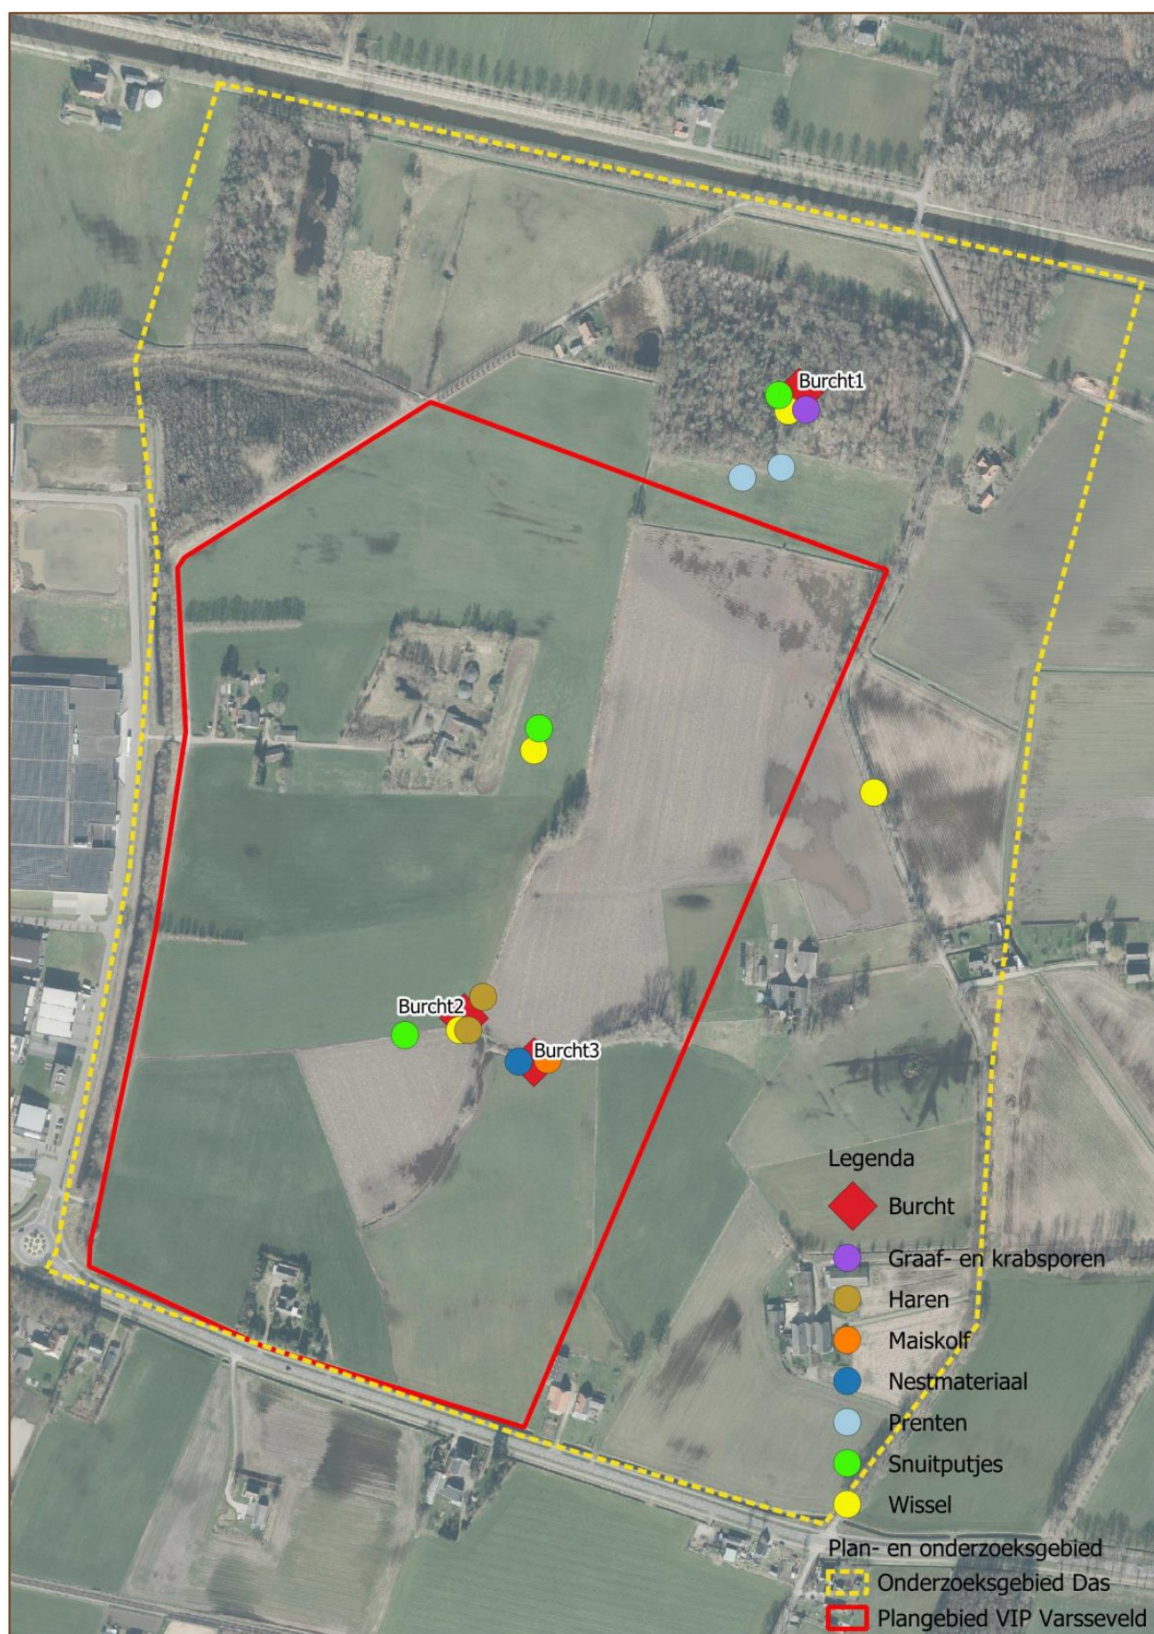 Burcht1
Burcht2
Burcht3
Legenda
Burcht
Graaf- en krabsporen
Haren
Maiskolf
Nestmateriaal
Prenten
Snuitputjes
Wissel
Plan- en onderzoeksgebied
Onderzoeksgebied Das
Plangebied VIP Varsseveld